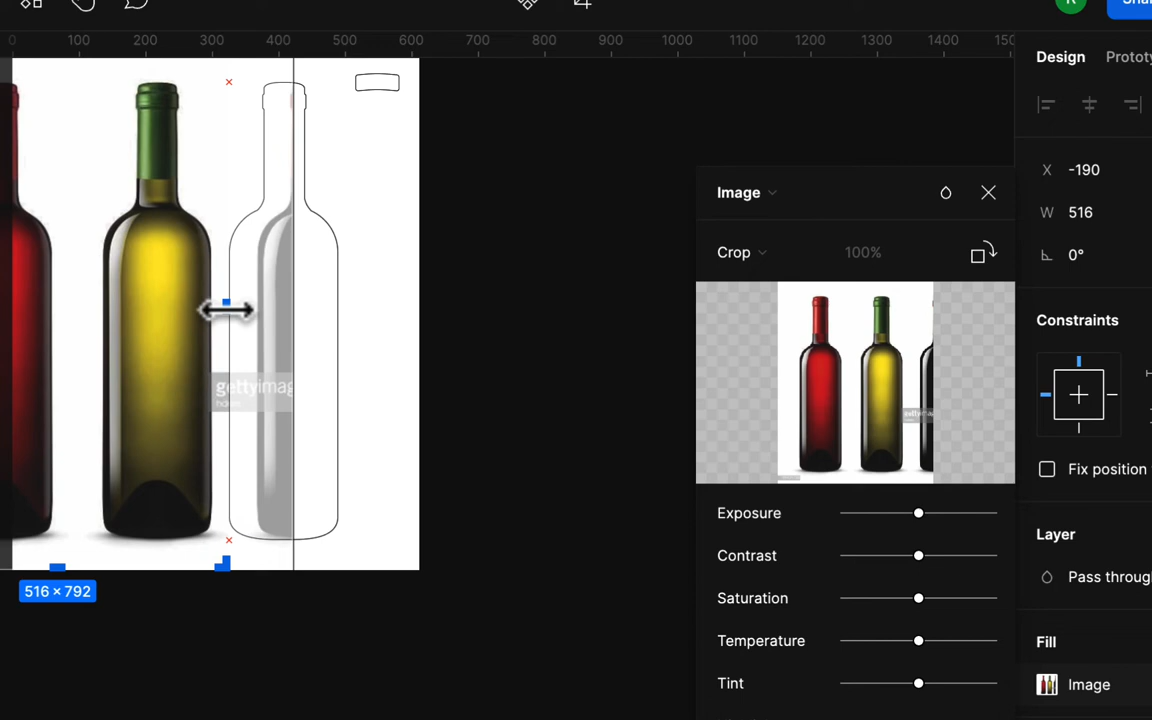 R
Sha
0 100 200 300 400 500 600 700 800 900 1000 1100 1200 1300 1400 150
Design Prototy
X -190
Image
W 516
Crop 100%
0°
Constraints
gettyimag
gettyimag
Fix position
Exposure
Layer
Contrast
Pass throug
516 × 792
Saturation
Temperature
Fill
Tint
Image